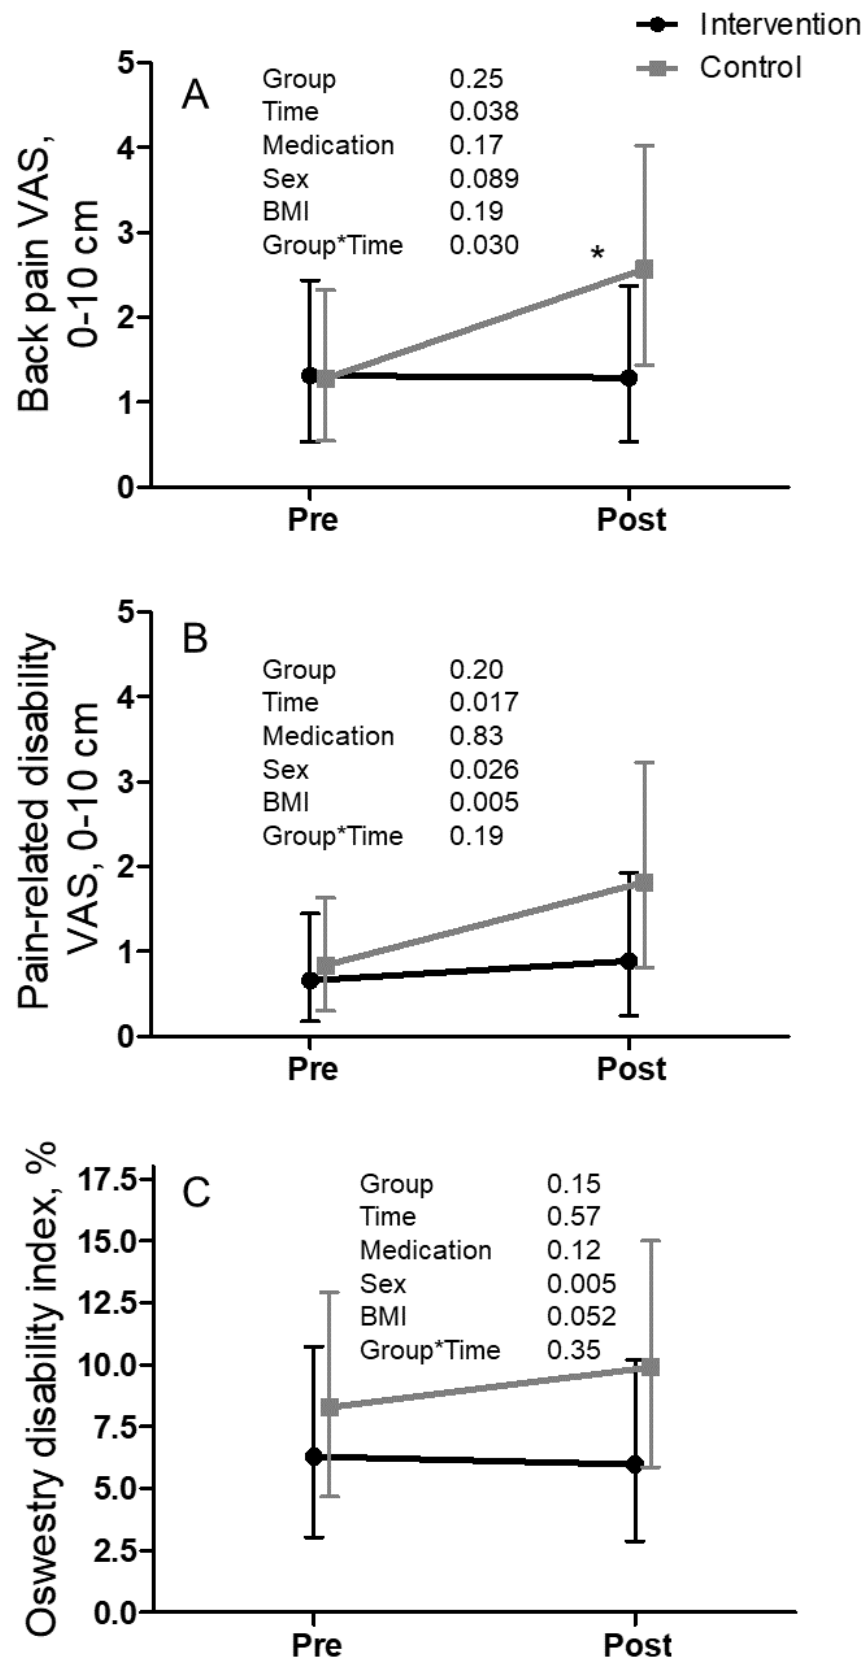 Intervention
Control
A
Group 0.25
Time 0.038
Medication 0.17
Sex 0.089
BMI 0.19
Group*Time 0.030
*
Back pain VAS,
0-10 cm
5
4
3
2
1
0
Pre Post
B
Group 0.20
Time 0.017
Medication 0.83
Sex 0.026
BMI 0.005
Group*Time 0.19
Pain-related disability
VAS, 0-10 cm
5
4
3
2
1
0
Pre Post
C
Group 0.15
Time 0.57
Medication 0.12
Sex 0.005
BMI 0.052
Group*Time 0.35
Oswestry disability index, %
17.5
15.0
12.5
10.0
7.5
5.0
2.5
0.0
Pre Post